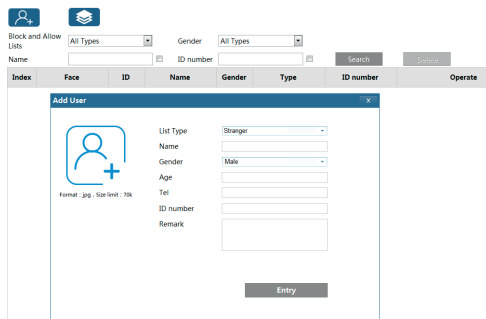 Block and Allow Lists All Types Gender All Types
Name ID number Search Delete
Index Face ID Name Gender Type ID number Operate
Add User x
List Type Stranger
Name
Gender Male
Age
Format : jpg , Size limit : 70k Tel
ID number
Remark
Entry